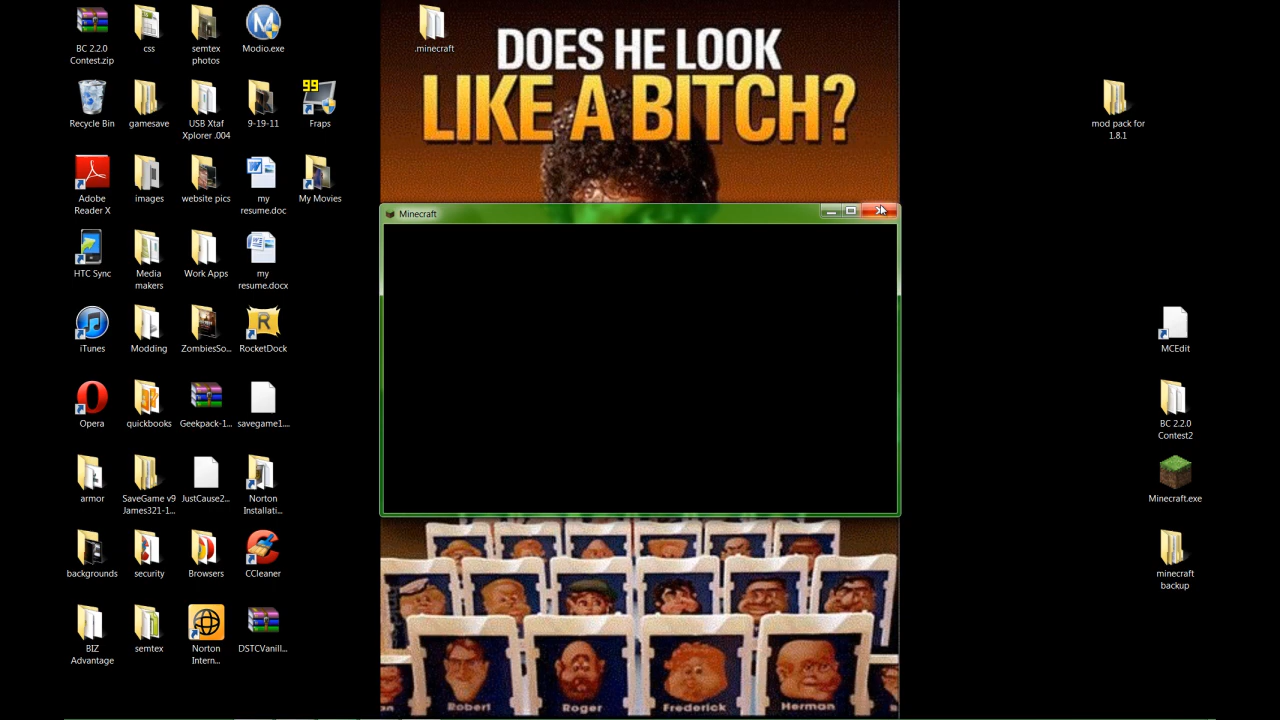 BC 2.2.0
Contest.zip
css
semtex
photos
Modio.exe
.minecraft
DOES HE LOOK
LIKE A BITCH?
Recycle Bin
gamesave
USB Xtaf
Xplorer .004
9-19-11
99
Fraps
mod pack for
1.8.1
Adobe
Reader X
images
website pics
my
resume.doc
My Movies
Minecraft
HTC Sync
Media
makers
Work Apps
my
resume.docx
iTunes
Modding
ZombiesSo...
R
RocketDock
MCEdit
Opera
quickbooks
Geekpack-1...
savegame1....
BC 2.2.0
Contest2
armor
SaveGame v9
James321-1...
JustCause2...
Norton
Installati...
Minecraft.exe
backgrounds
security
Browsers
CCleaner
minecraft
backup
BIZ
Advantage
semtex
Norton
Intern...
DSTCVanill...
an
Robert
Roger
Frederick
Herman